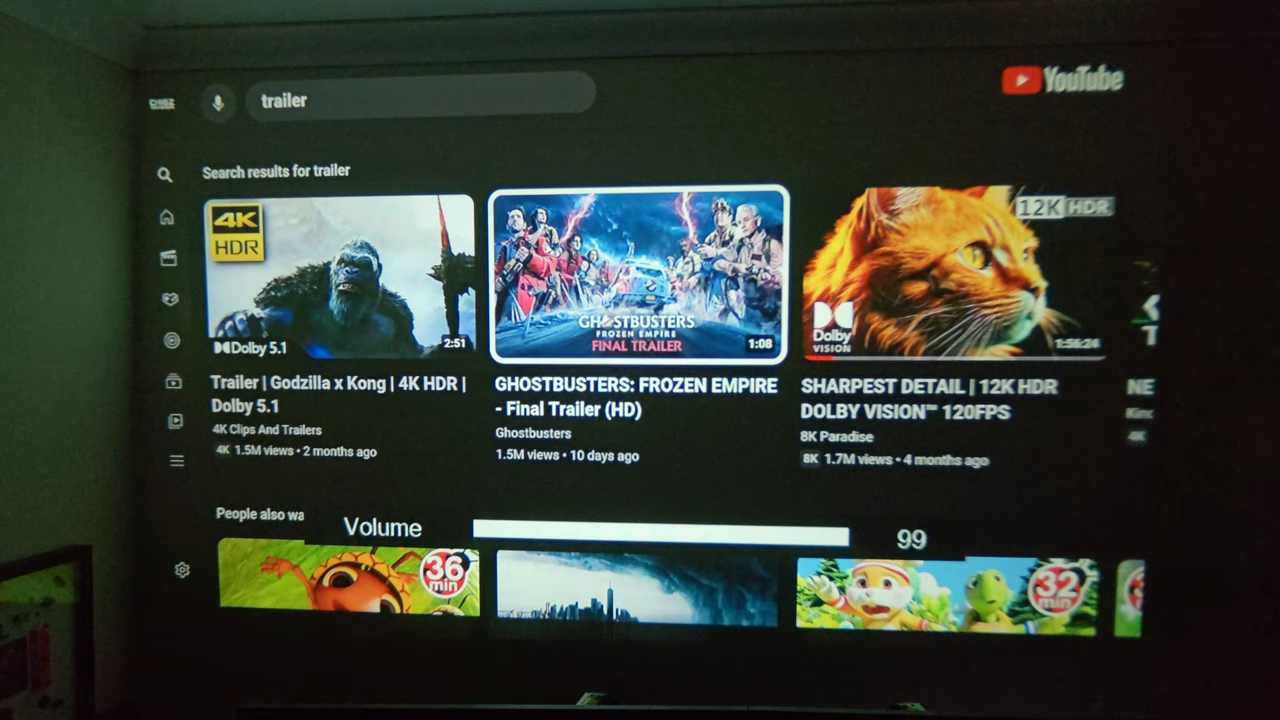 trailer
YouTube
Search results for trailer
4K
HDR
Dolby 5.1
2:51
GHOSTBUSTERS
FROZEN EMPIRE
FINAL TRAILER
1:08
12K HDR
Dolby
VISION
1:56:24
Trailer | Godzilla x Kong | 4K HDR |
Dolby 5.1
4K Clips And Trailers
4K 1.5M views • 2 months ago
GHOSTBUSTERS: FROZEN EMPIRE
- Final Trailer (HD)
Ghostbusters
1.5M views • 10 days ago
SHARPEST DETAIL | 12K HDR
DOLBY VISION™ 120FPS
8K Paradise
8K 1.7M views • 4 months ago
NE
4K
People also wa
Volume
99
36
min
32
min